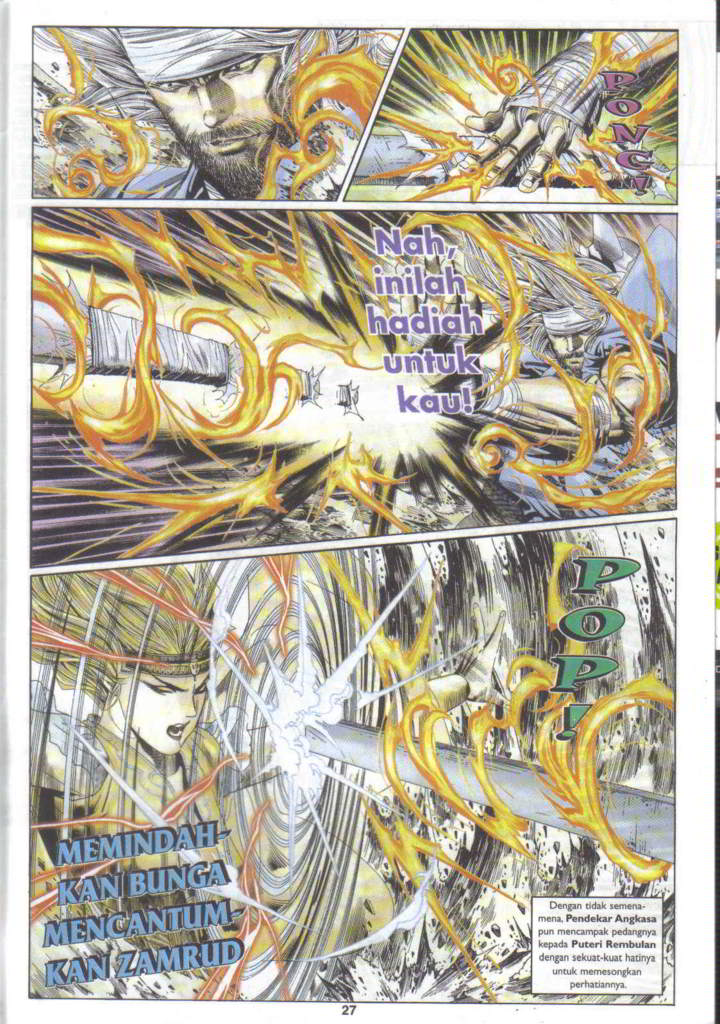 PONG!
Nah,
inilah
hadiah
untuk
kau!
POP!
MEMINDAH-
KAN BUNGA
MENCANTUM-
KAN ZAMRUD
Dengan tidak semena-
mena, Pendekar Angkasa
pun mencampak pedangnya
kepada Puteri Rembulan
dengan sekuat-kuat hatinya
untuk memesongkan
perhatiannya.
27